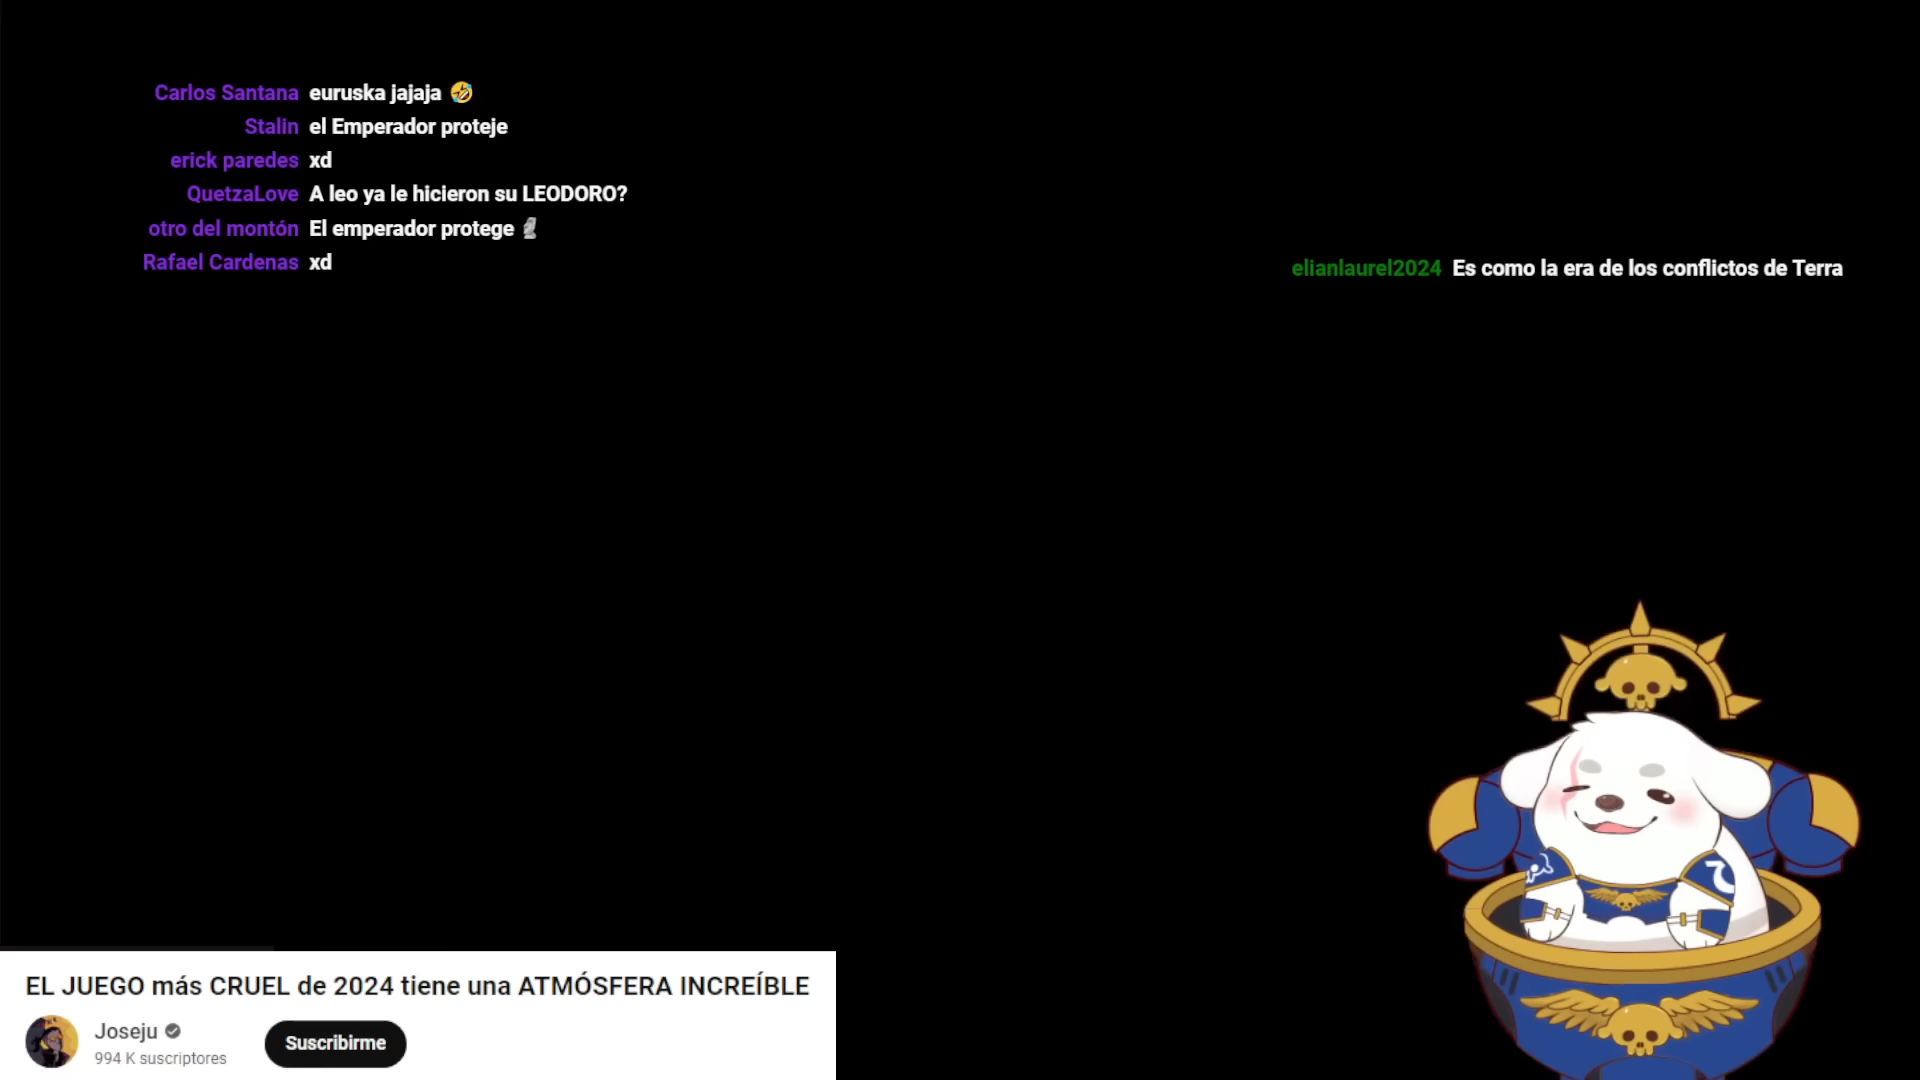 Carlos Santana euruska jajaja 🤣
Stalin el Emperador proteje
erick paredes xd
QuetzaLove A leo ya le hicieron su LEODORO?
otro del montón El emperador protege 🗿
Rafael Cardenas xd
elianlaurel2024 Es como la era de los conflictos de Terra
EL JUEGO más CRUEL de 2024 tiene una ATMÓSFERA INCREÍBLE
Joseju
994 K suscriptores
Suscribirme